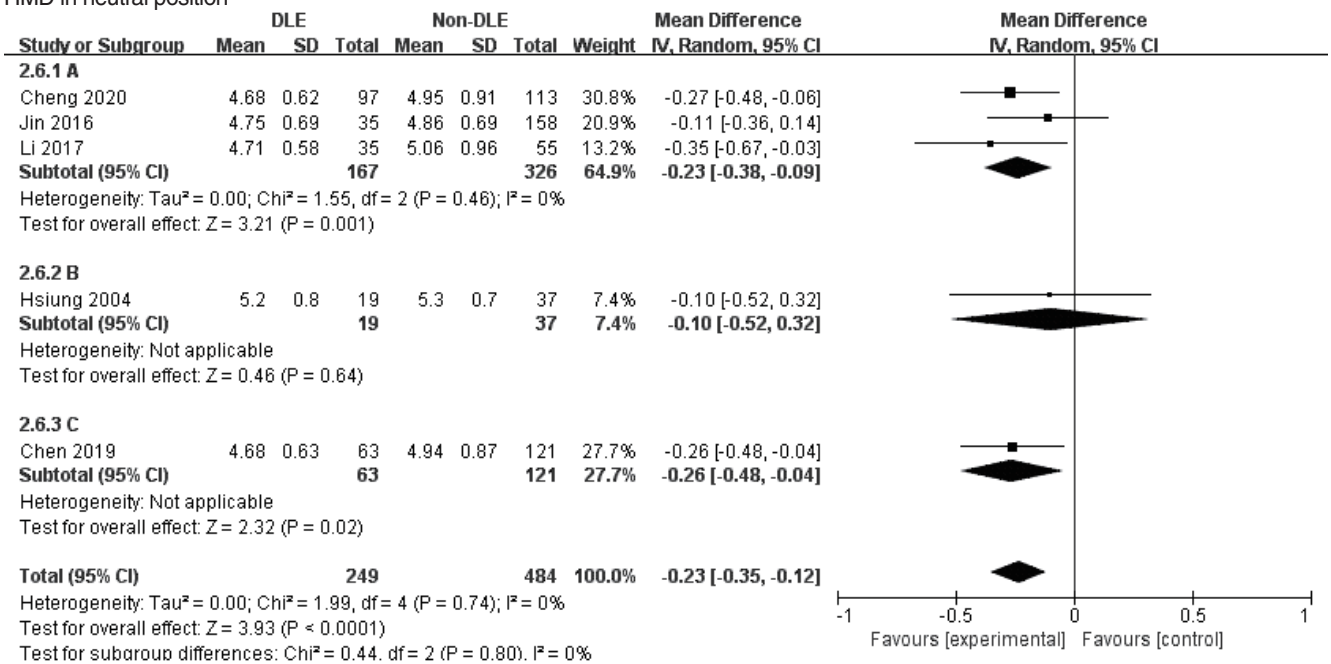 HMD in neutral position
DLE Non-DLE Mean Difference Mean Difference
Study or Subgroup Mean SD Total Mean SD Total Weight IV, Random, 95% CI IV, Random, 95% CI
2.6.1 A
Cheng 2020 4.68 0.62 97 4.95 0.91 113 30.8% -0.27 [-0.48, -0.06]
Jin 2016 4.75 0.69 35 4.86 0.69 158 20.9% -0.11 [-0.36, 0.14]
Li 2017 4.71 0.58 35 5.06 0.96 55 13.2% -0.35 [-0.67, -0.03]
Subtotal (95% CI) 167 326 64.9% -0.23 [-0.38, -0.09]
Heterogeneity: Tau² = 0.00; Chi² = 1.55, df = 2 (P = 0.46); I² = 0%
Test for overall effect: Z = 3.21 (P = 0.001)
2.6.2 B
Hsiung 2004 5.2 0.8 19 5.3 0.7 37 7.4% -0.10 [-0.52, 0.32]
Subtotal (95% CI) 19 37 7.4% -0.10 [-0.52, 0.32]
Heterogeneity: Not applicable
Test for overall effect: Z = 0.46 (P = 0.64)
2.6.3 C
Chen 2019 4.68 0.63 63 4.94 0.87 121 27.7% -0.26 [-0.48, -0.04]
Subtotal (95% CI) 63 121 27.7% -0.26 [-0.48, -0.04]
Heterogeneity: Not applicable
Test for overall effect: Z = 2.32 (P = 0.02)
Total (95% CI) 249 484 100.0% -0.23 [-0.35, -0.12]
Heterogeneity: Tau² = 0.00; Chi² = 1.99, df = 4 (P = 0.74); I² = 0%
Test for overall effect: Z = 3.93 (P < 0.0001)
Test for subgroup differences: Chi² = 0.44, df = 2 (P = 0.80), I² = 0%
-1 -0.5 0 0.5 1
Favours [experimental] Favours [control]